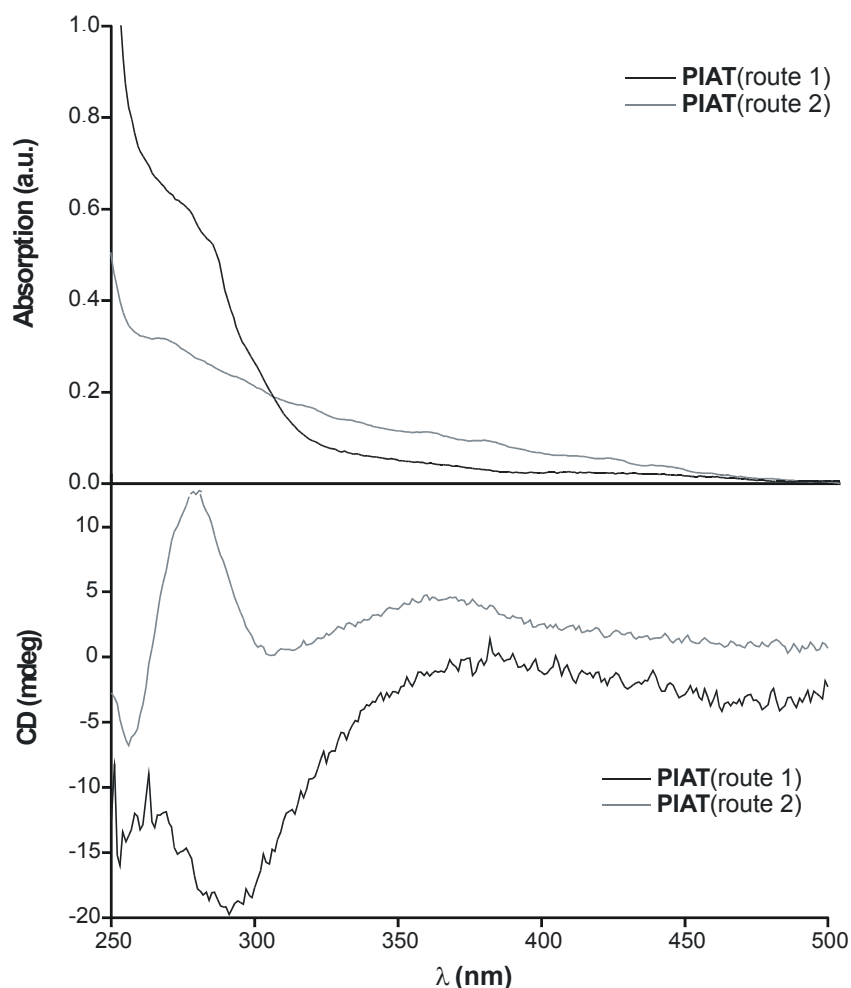 1.0
PIAT(route 1)
PIAT(route 2)
0.8
0.6
Absorption (a.u.)
0.4
0.2
0.0
10
5
0
CD (mdeg)
-5
-10
PIAT(route 1)
PIAT(route 2)
-15
-20
250 300 350 400 450 500
λ (nm)